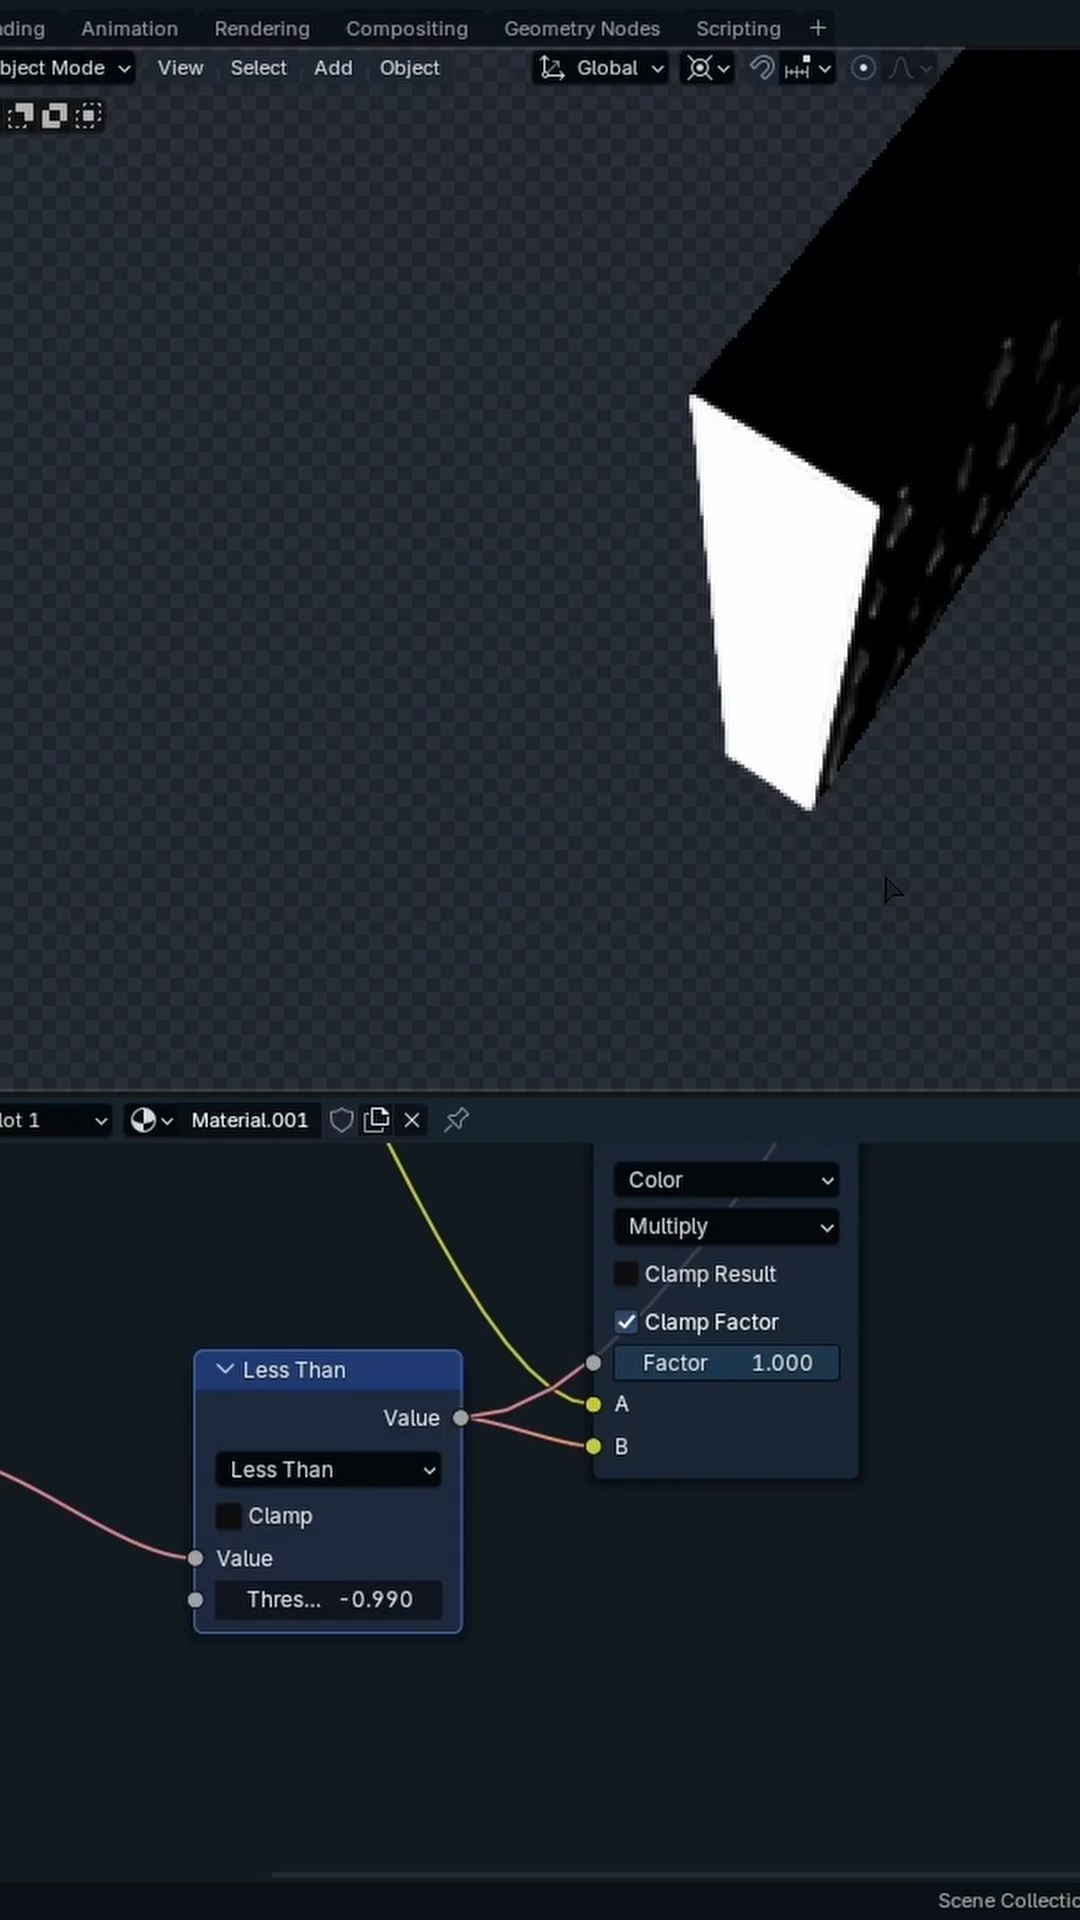 ding Animation Rendering Compositing Geometry Nodes Scripting +
bject Mode View Select Add Object Global
lot 1 Material.001
Color
Multiply
Clamp Result
Clamp Factor
Factor 1.000
A
B
Less Than
Value
Less Than
Clamp
Value
Thres... -0.990
Scene Collectio